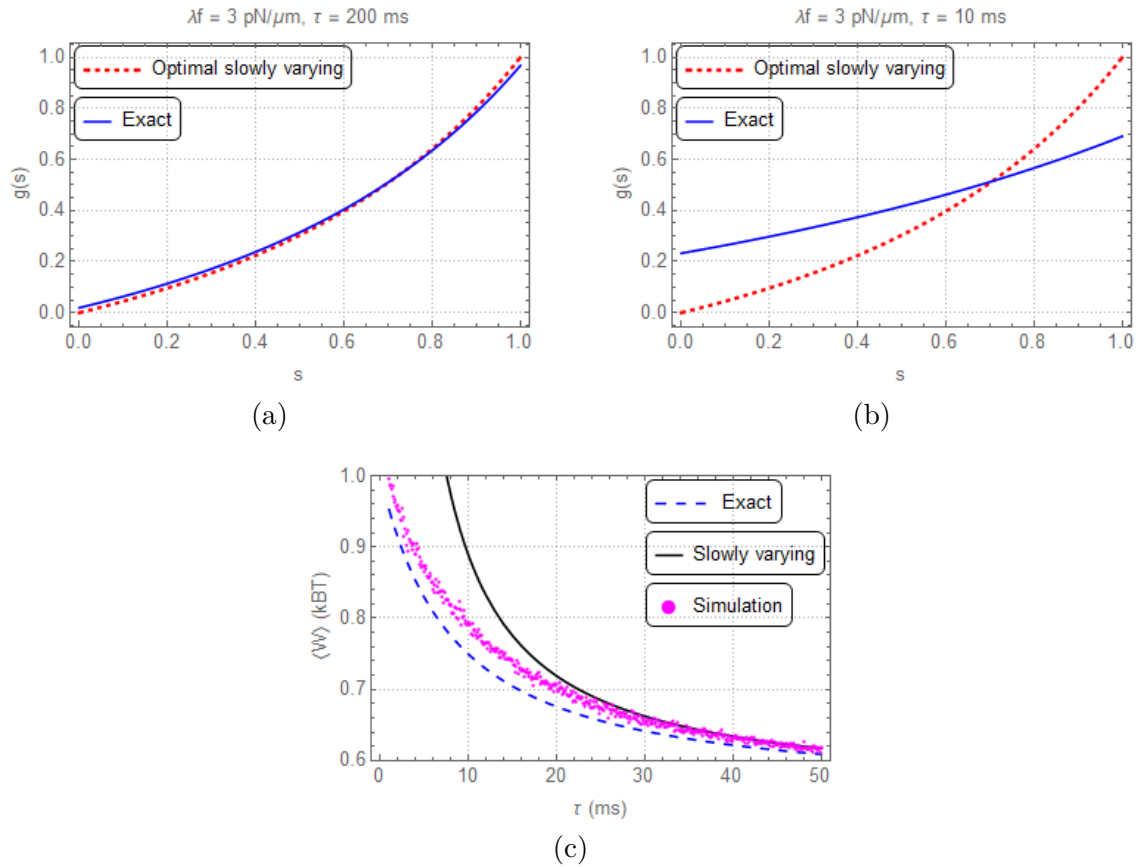 λf = 3 pN/μm, τ = 200 ms
1.0
0.8
0.6
0.4
0.2
0.0
g(s)
Optimal slowly varying
Exact
0.0 0.2 0.4 0.6 0.8 1.0
s
(a)
λf = 3 pN/μm, τ = 10 ms
1.0
0.8
0.6
0.4
0.2
0.0
g(s)
Optimal slowly varying
Exact
0.0 0.2 0.4 0.6 0.8 1.0
s
(b)
1.0
0.9
0.8
0.7
0.6
⟨W⟩ (kBT)
Exact
Slowly varying
Simulation
0 10 20 30 40 50
τ (ms)
(c)